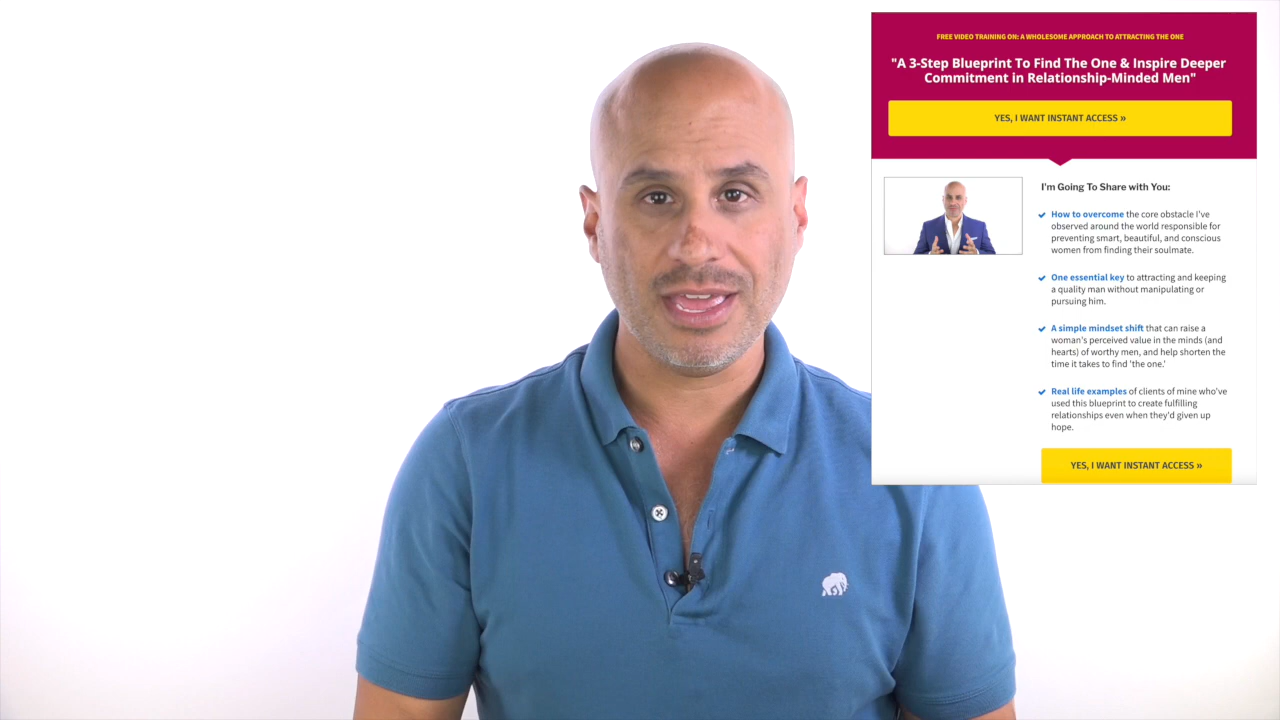 FREE VIDEO TRAINING ON: A WHOLESOME APPROACH TO ATTRACTING THE ONE
"A 3-Step Blueprint To Find The One & Inspire Deeper
Commitment in Relationship-Minded Men"
YES, I WANT INSTANT ACCESS »
I'm Going To Share with You:
How to overcome the core obstacle I've
observed around the world responsible for
preventing smart, beautiful, and conscious
women from finding their soulmate.
One essential key to attracting and keeping
a quality man without manipulating or
pursuing him.
A simple mindset shift that can raise a
woman's perceived value in the minds (and
hearts) of worthy men, and help shorten the
time it takes to find 'the one.'
Real life examples of clients of mine who've
used this blueprint to create fulfilling
relationships even when they'd given up
hope.
YES, I WANT INSTANT ACCESS »